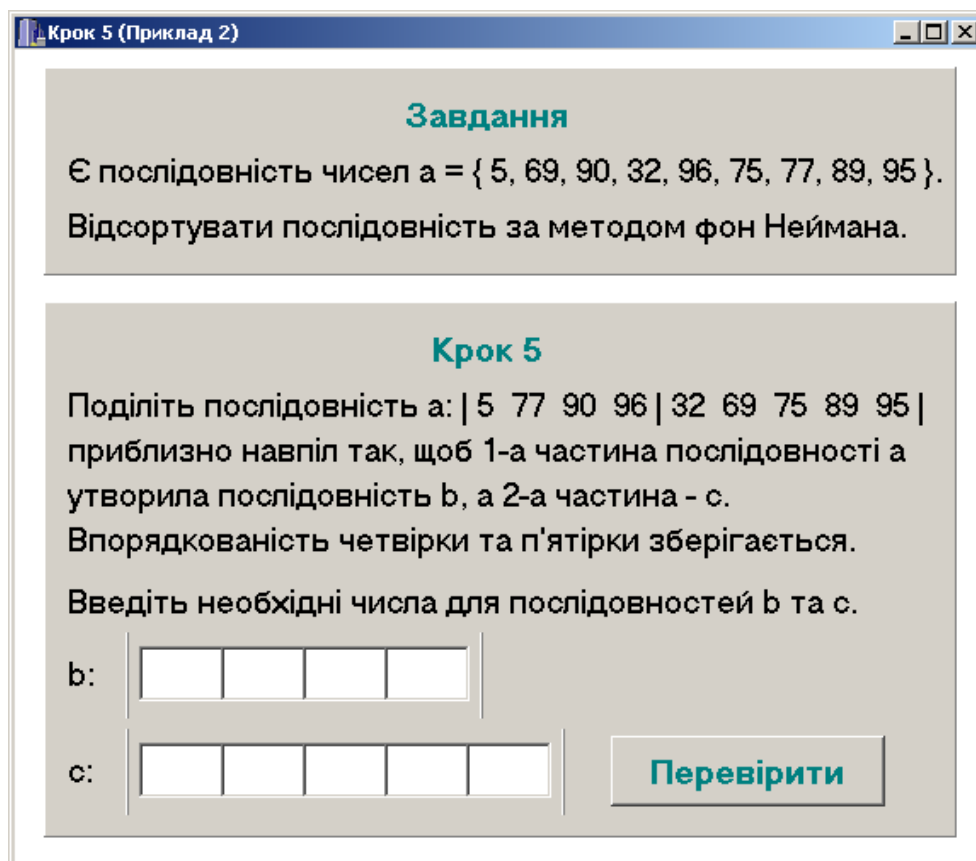 Крок 5 (Приклад 2)
Завдання
Є послідовність чисел a = { 5, 69, 90, 32, 96, 75, 77, 89, 95 }.
Відсортувати послідовність за методом фон Неймана.
Крок 5
Поділіть послідовність a: | 5 77 90 96 | 32 69 75 89 95 |
приблизно навпіл так, щоб 1-а частина послідовності a
утворила послідовність b, а 2-а частина - c.
Впорядкованість четвірки та п'ятірки зберігається.
Введіть необхідні числа для послідовностей b та c.
b:
c:
Перевірити